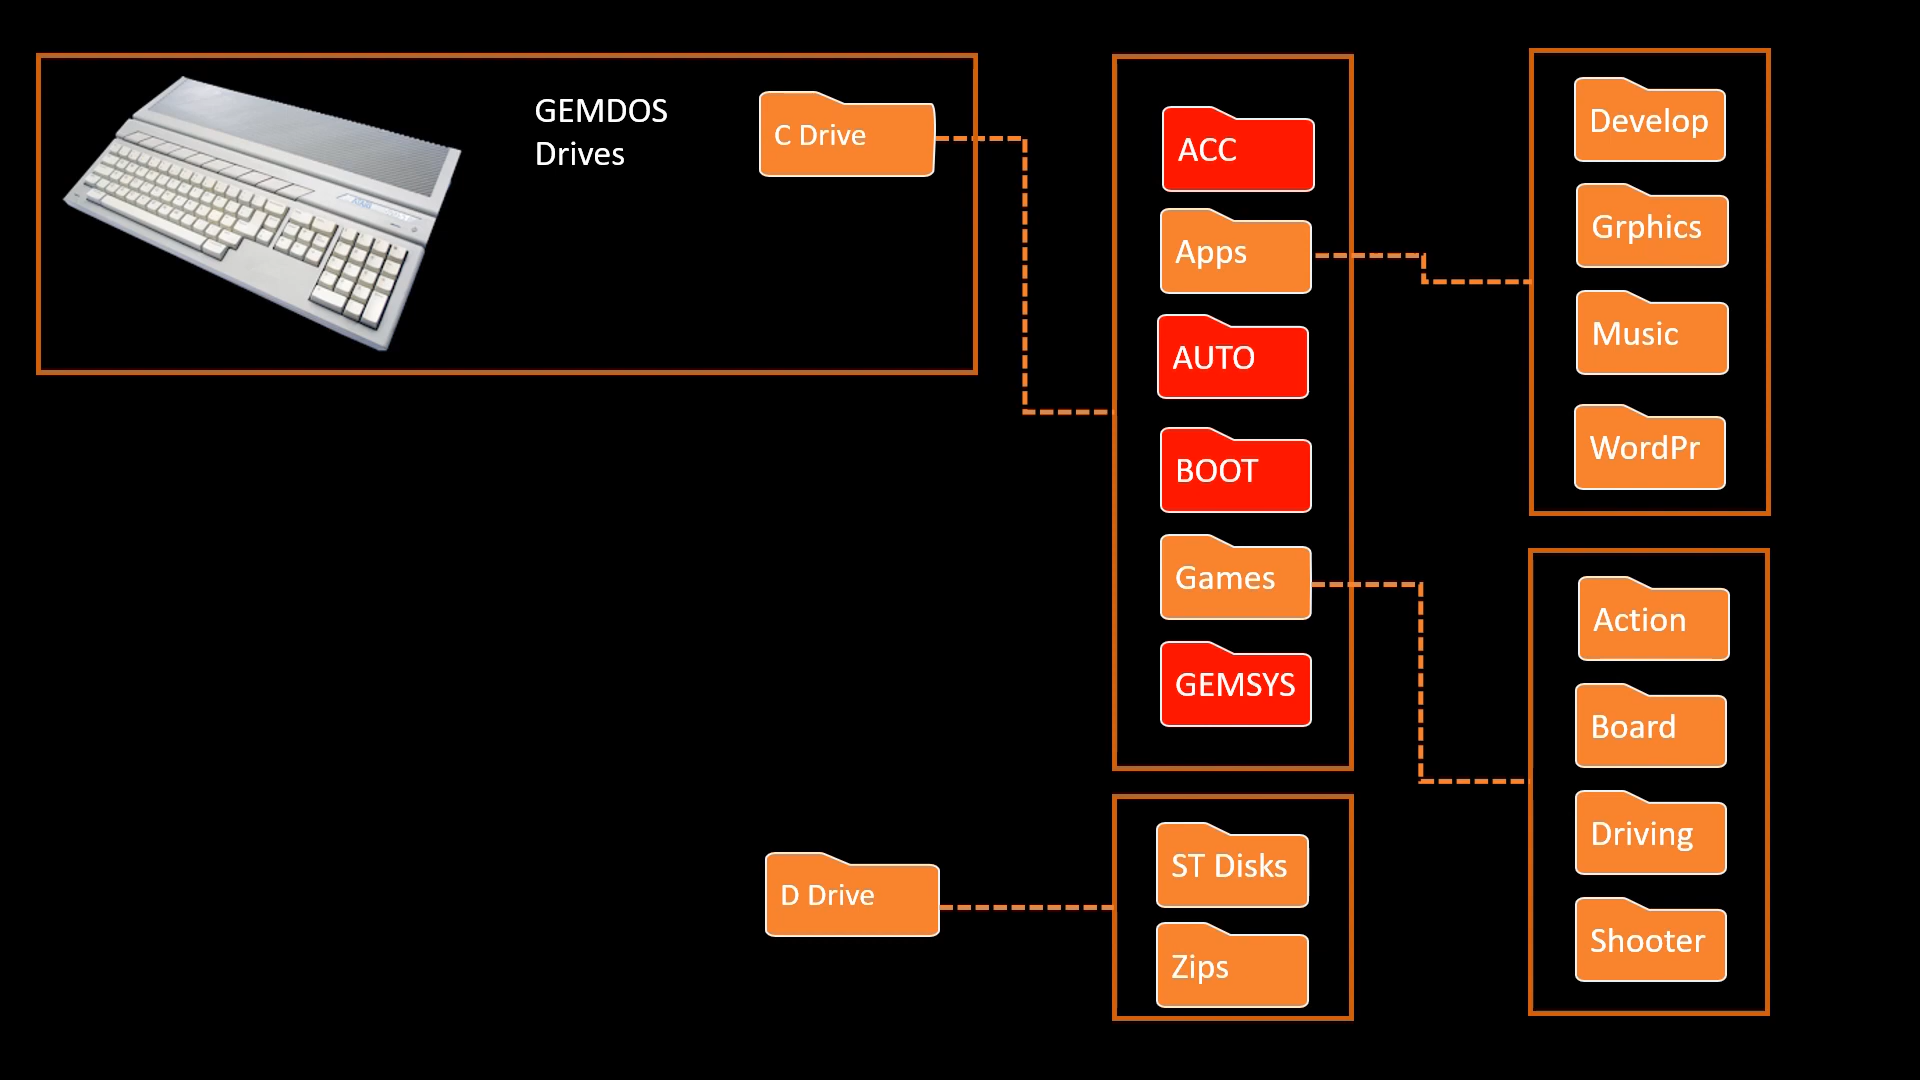 GEMDOS
Drives
C Drive
ACC
Apps
AUTO
BOOT
Games
GEMSYS
Develop
Grphics
Music
WordPr
Action
Board
Driving
Shooter
D Drive
ST Disks
Zips
ATARI